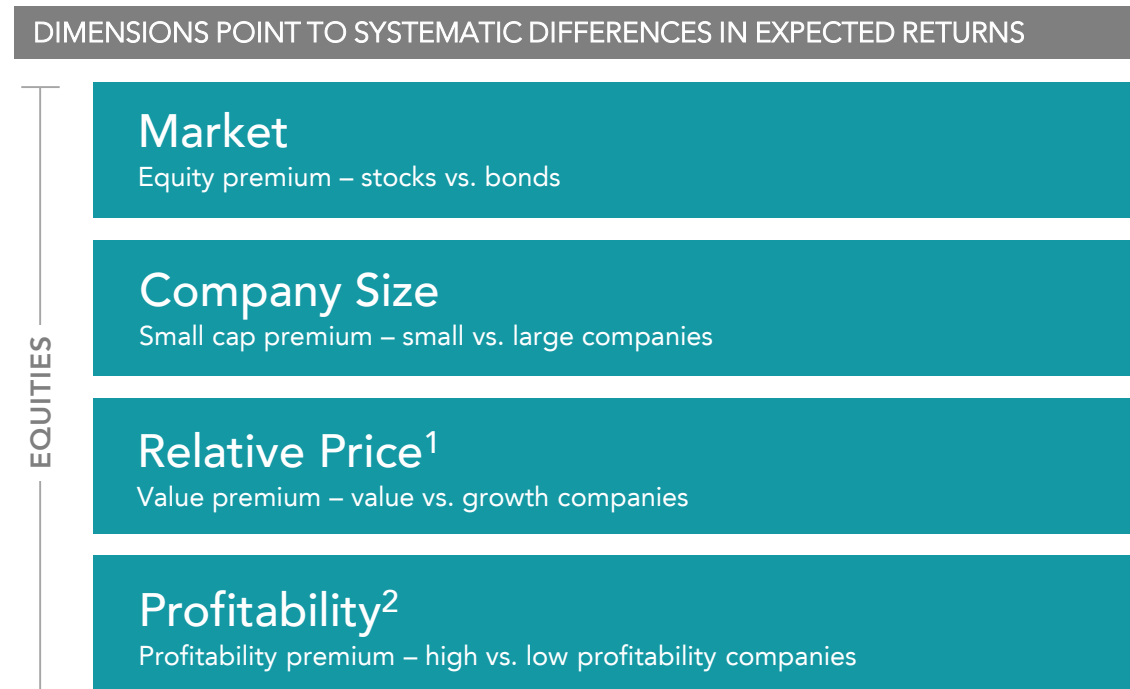 DIMENSIONS POINT TO SYSTEMATIC DIFFERENCES IN EXPECTED RETURNS
EQUITIES
Market
Equity premium – stocks vs. bonds
Company Size
Small cap premium – small vs. large companies
Relative Price¹
Value premium – value vs. growth companies
Profitability²
Profitability premium – high vs. low profitability companies